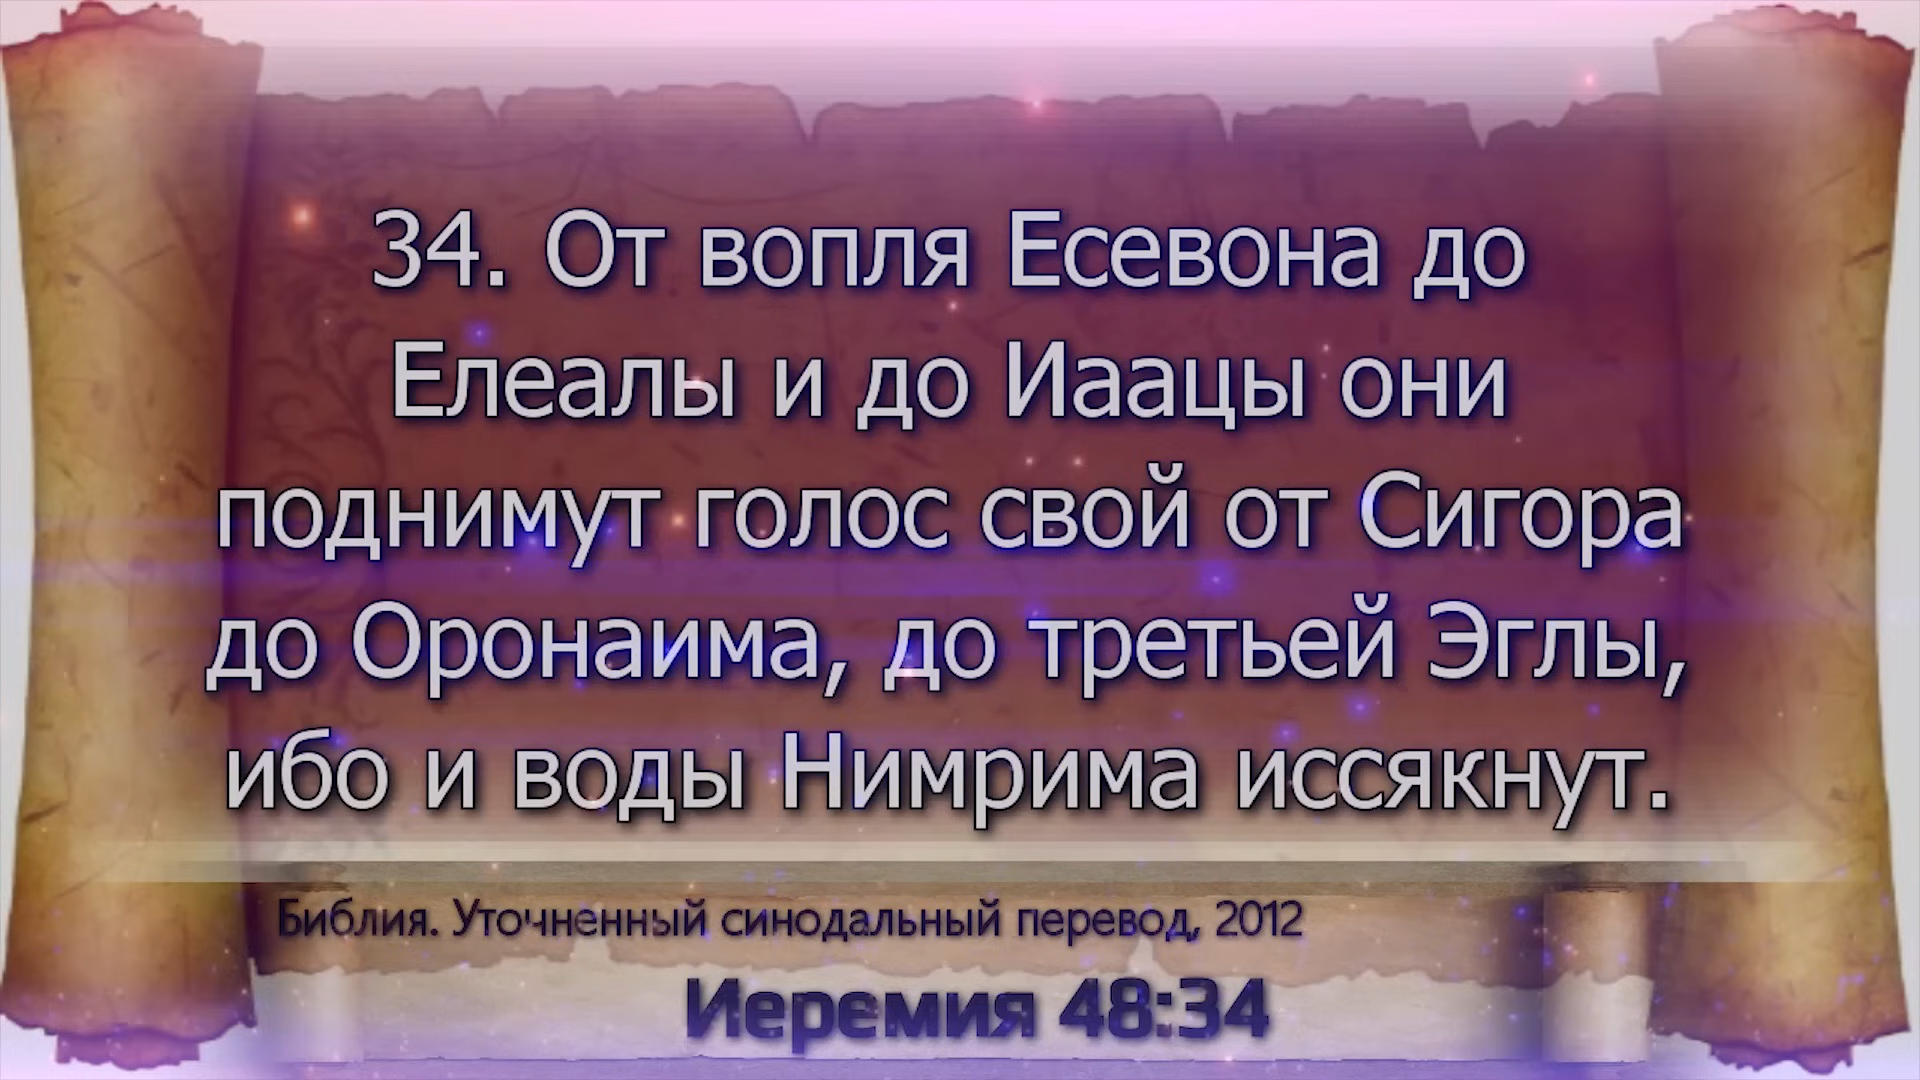 34. От вопля Есевона до
Елеалы и до Иаацы они
поднимут голос свой от Сигора
до Оронаима, до третьей Эглы,
ибо и воды Нимрима иссякнут.
Библия. Уточненный синодальный перевод, 2012
Иеремия 48:34